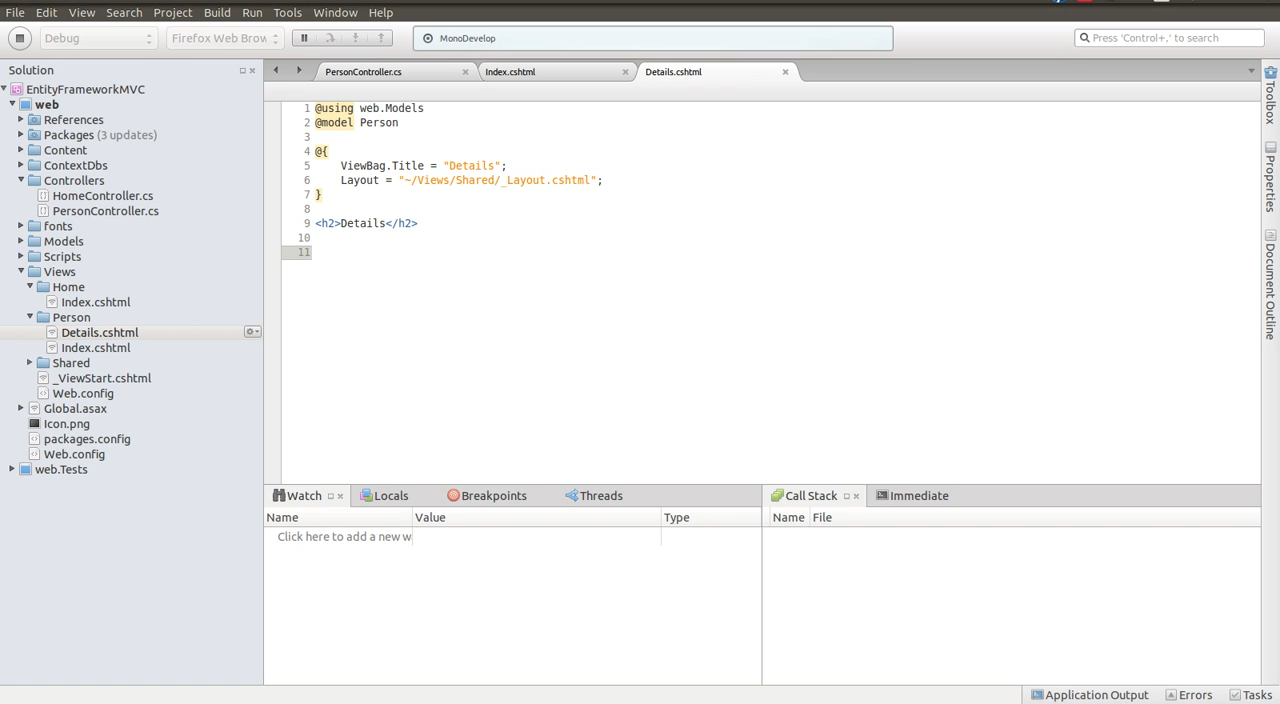 File Edit View Search Project Build Run Tools Window Help
Debug Firefox Web Brow MonoDevelop Press 'Control+,' to search
Solution
EntityFrameworkMVC
web
References
Packages (3 updates)
Content
ContextDbs
Controllers
HomeController.cs
PersonController.cs
fonts
Models
Scripts
Views
Home
Index.cshtml
Person
Details.cshtml
Index.cshtml
Shared
_ViewStart.cshtml
Web.config
Global.asax
Icon.png
packages.config
Web.config
web.Tests
PersonController.cs Index.cshtml Details.cshtml
1 @using web.Models
2 @model Person
3
4 @{
5 ViewBag.Title = "Details";
6 Layout = "~/Views/Shared/_Layout.cshtml";
7 }
8
9 <h2>Details</h2>
10
11
Toolbox
Properties
Document Outline
Watch Locals Breakpoints Threads
Name Value Type
Click here to add a new w
Call Stack Immediate
Name File
Application Output Errors Tasks